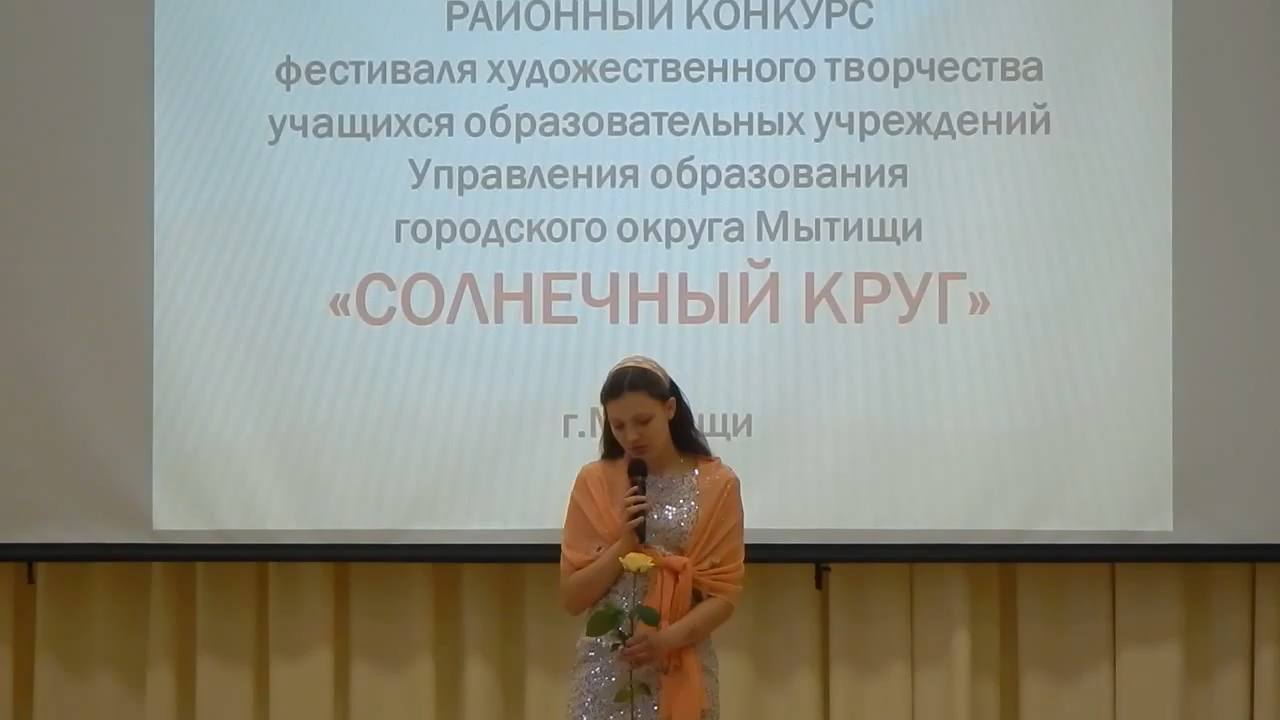 РАЙОННЫЙ КОНКУРС
фестиваля художественного творчества
учащихся образовательных учреждений
Управления образования
городского округа Мытищи
«СОЛНЕЧНЫЙ КРУГ»
г.